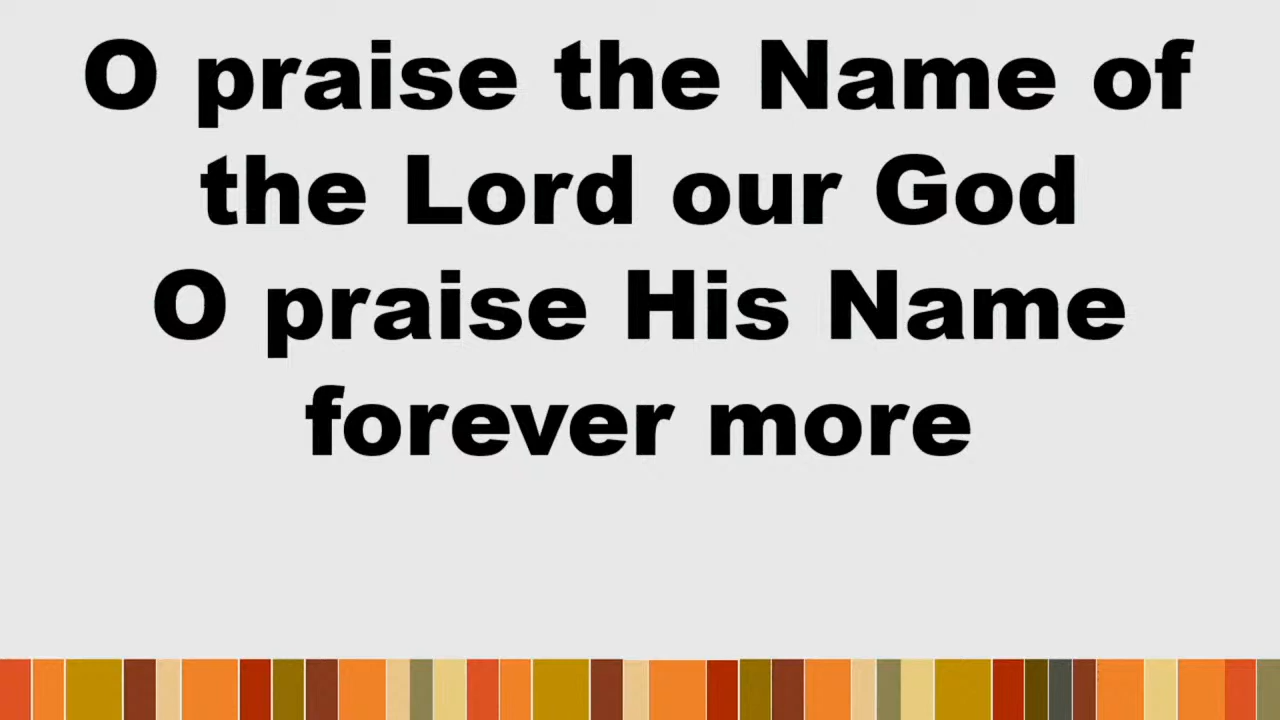 O praise the Name of
the Lord our God
O praise His Name
forever more